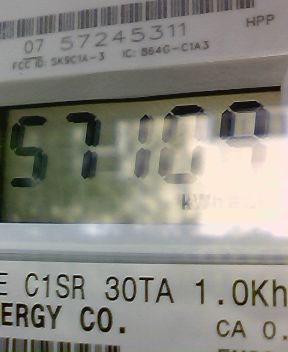 HPP
07 57245311
FCC ID: SK9C1A-3 IC: B64G-C1A3
57109
kWh
E C1SR 30TA 1.0Kh
ERGY CO.
CA 0.